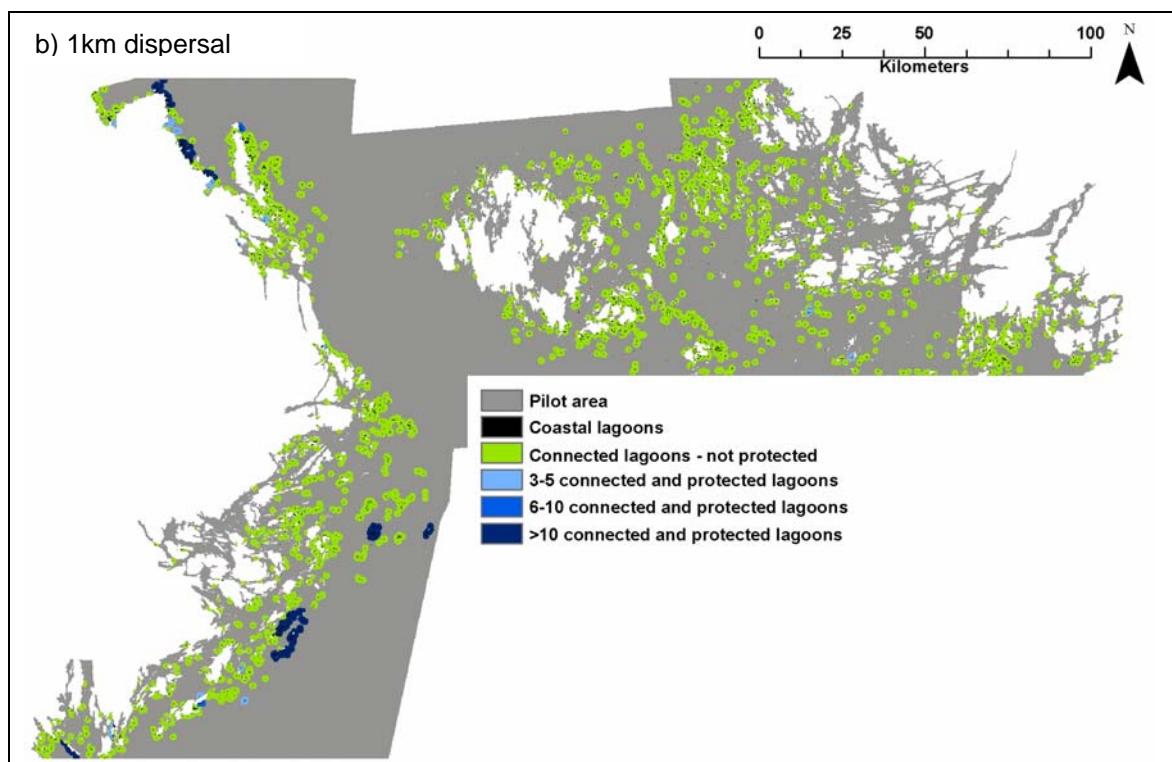 b) 1km dispersal
0 25 50 100
Kilometers
N
Pilot area
Coastal lagoons
Connected lagoons - not protected
3-5 connected and protected lagoons
6-10 connected and protected lagoons
>10 connected and protected lagoons